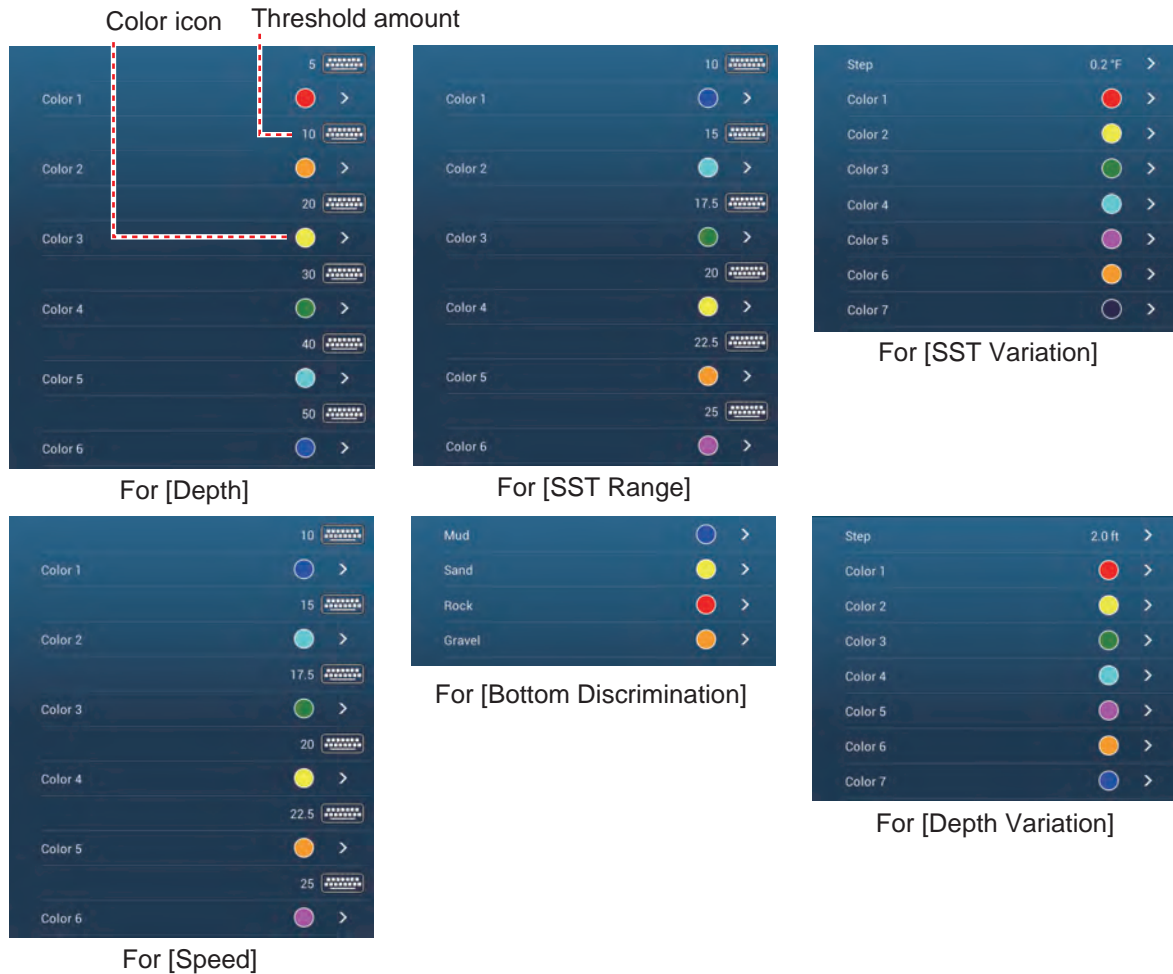 Color icon
Threshold amount
5
Color 1
10
Color 2
20
Color 3
30
Color 4
40
Color 5
50
Color 6
For [Depth]
10
Color 1
15
Color 2
17.5
Color 3
20
Color 4
22.5
Color 5
25
Color 6
For [SST Range]
Step 0.2 °F
Color 1
Color 2
Color 3
Color 4
Color 5
Color 6
Color 7
For [SST Variation]
10
Color 1
15
Color 2
17.5
Color 3
20
Color 4
22.5
Color 5
25
Color 6
For [Speed]
Mud
Sand
Rock
Gravel
For [Bottom Discrimination]
Step 2.0 ft
Color 1
Color 2
Color 3
Color 4
Color 5
Color 6
Color 7
For [Depth Variation]